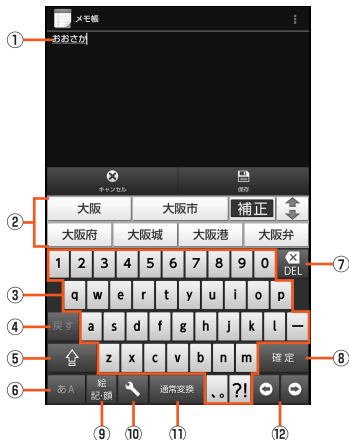 メモ帳
① おおさか
キャンセル 保存
② 大阪 大阪市 補正
大阪府 大阪城 大阪港 大阪弁
1 2 3 4 5 6 7 8 9 0 DEL ⑦
③ q w e r t y u i o p
④ 戻す a s d f g h j k l ー
⑤ z x c v b n m 確定 ⑧
⑥ あA 絵記・顔 通常変換 、。 ?!
⑨ ⑩ ⑪ ⑫